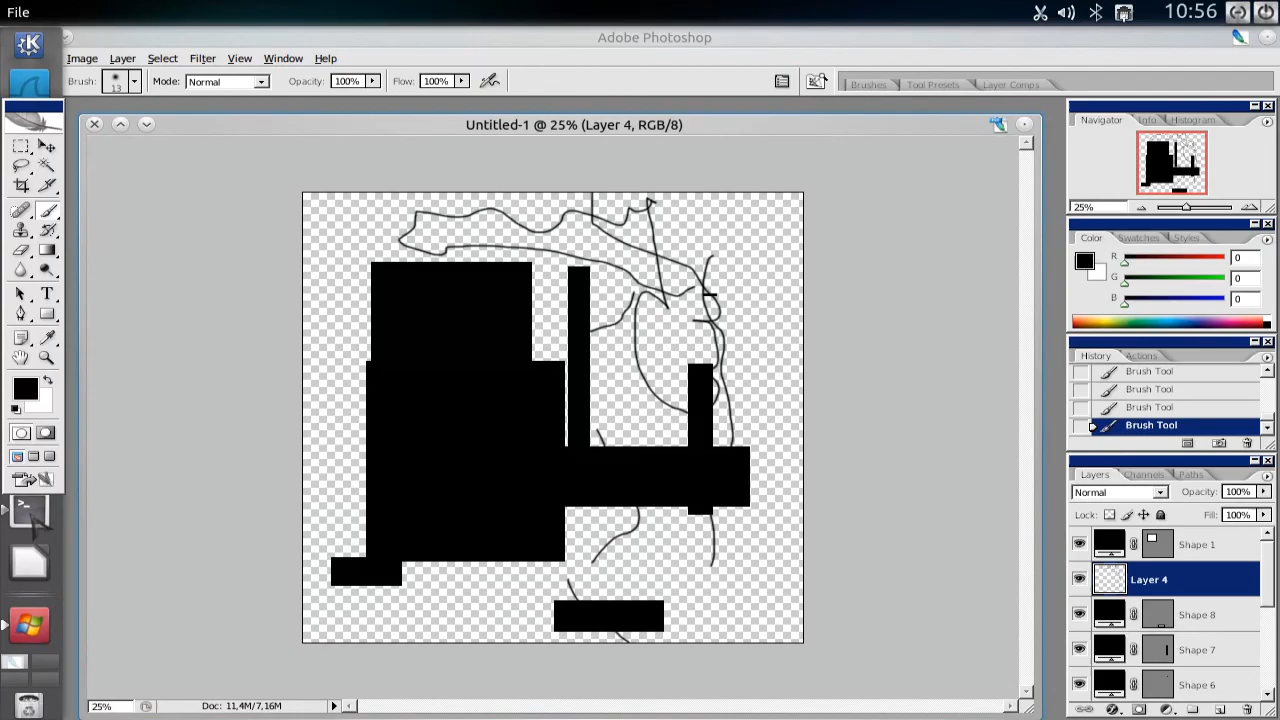 File
10:56
Adobe Photoshop
Image Layer Select Filter View Window Help
Brush: 13 Mode: Normal Opacity: 100% Flow: 100%
Brushes Tool Presets Layer Comps
Untitled-1 @ 25% (Layer 4, RGB/8)
Navigator Info Histogram
25%
Color Swatches Styles
R 0
G 0
B 0
History Actions
Brush Tool
Brush Tool
Brush Tool
Brush Tool
Layers Channels Paths
Normal Opacity: 100%
Lock: Fill: 100%
Shape 1
Layer 4
Shape 8
Shape 7
Shape 6
25% Doc: 11,4M/7,16M